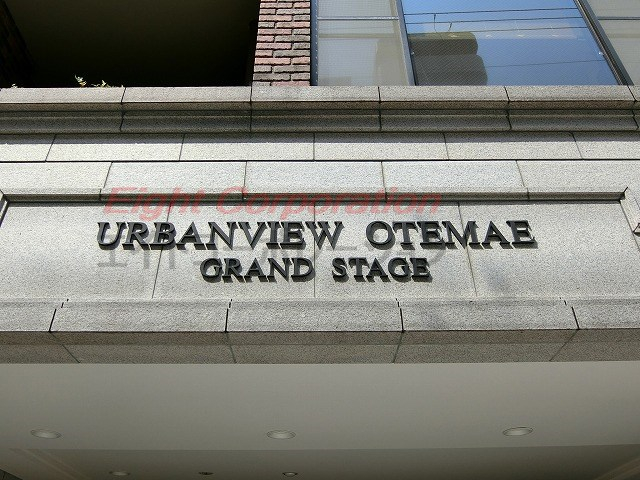 Eight Corporation
URBANVIEW OTEMAE
GRAND STAGE